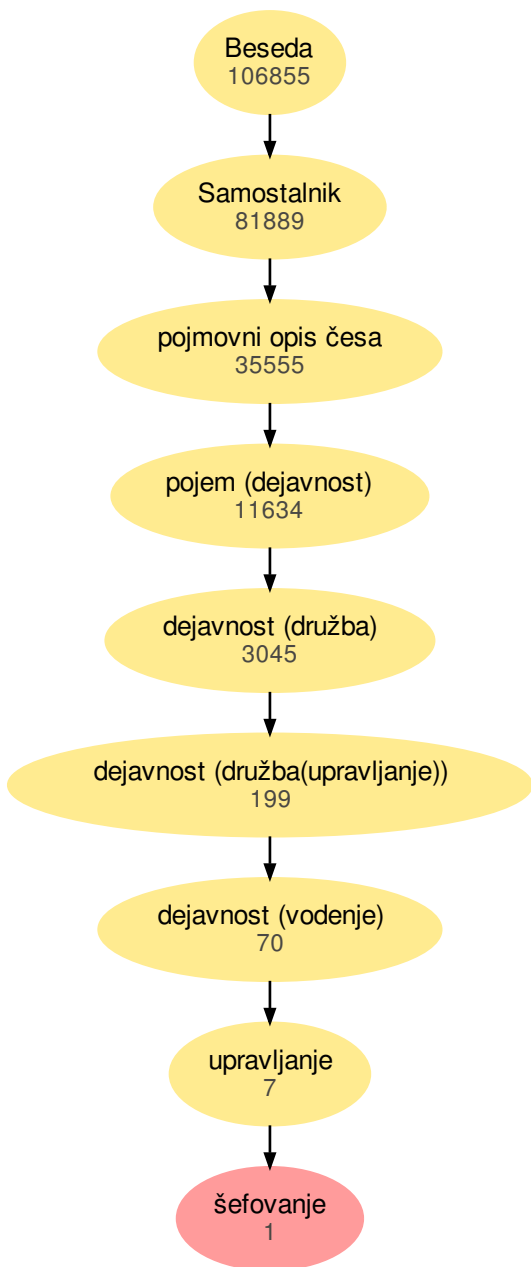 Beseda
106855
Samostalnik
81889
pojmovni opis česa
35555
pojem (dejavnost)
11634
dejavnost (družba)
3045
dejavnost (družba(upravljanje))
199
dejavnost (vodenje)
70
upravljanje
7
šefovanje
1